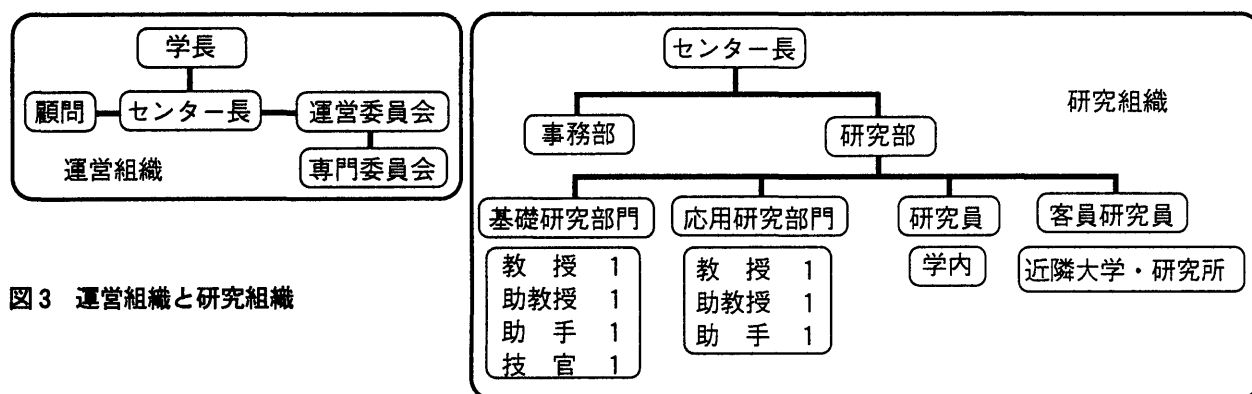 学長
顧問 センター長 運営委員会
運営組織 専門委員会
図3 運営組織と研究組織
センター長
研究組織
事務部 研究部
基礎研究部門 応用研究部門 研究員 客員研究員
教 授 1
助教授 1
助 手 1
技 官 1
教 授 1
助教授 1
助 手 1
学内
近隣大学・研究所